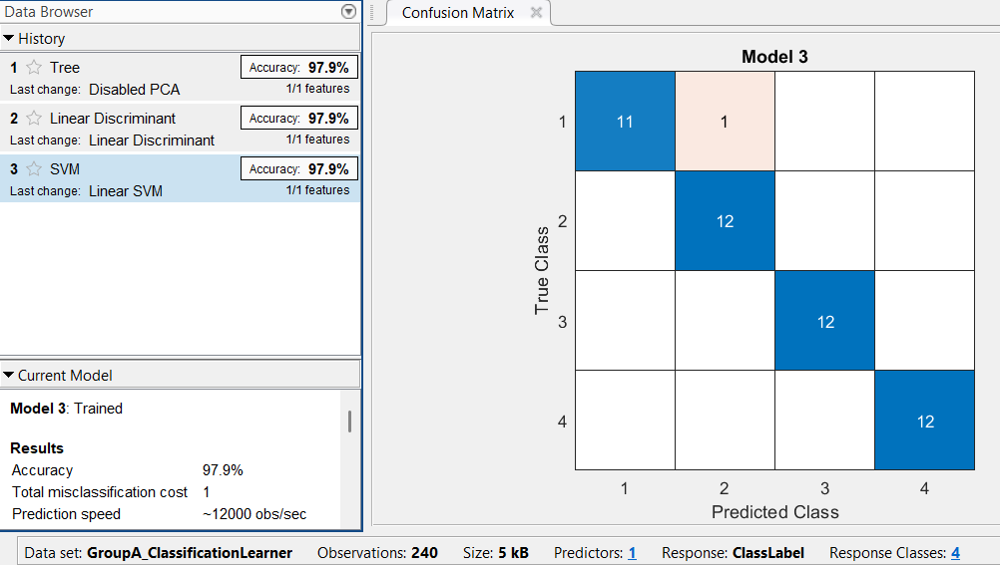 Data Browser
History
1 Tree Accuracy: 97.9%
Last change: Disabled PCA 1/1 features
2 Linear Discriminant Accuracy: 97.9%
Last change: Linear Discriminant 1/1 features
3 SVM Accuracy: 97.9%
Last change: Linear SVM 1/1 features
Current Model
Model 3: Trained
Results
Accuracy 97.9%
Total misclassification cost 1
Prediction speed ~12000 obs/sec
Confusion Matrix
Model 3
True Class
1 11 1
2 12
3 12
4 12
1 2 3 4
Predicted Class
Data set: GroupA_ClassificationLearner Observations: 240 Size: 5 kB Predictors: 1 Response: ClassLabel Response Classes: 4